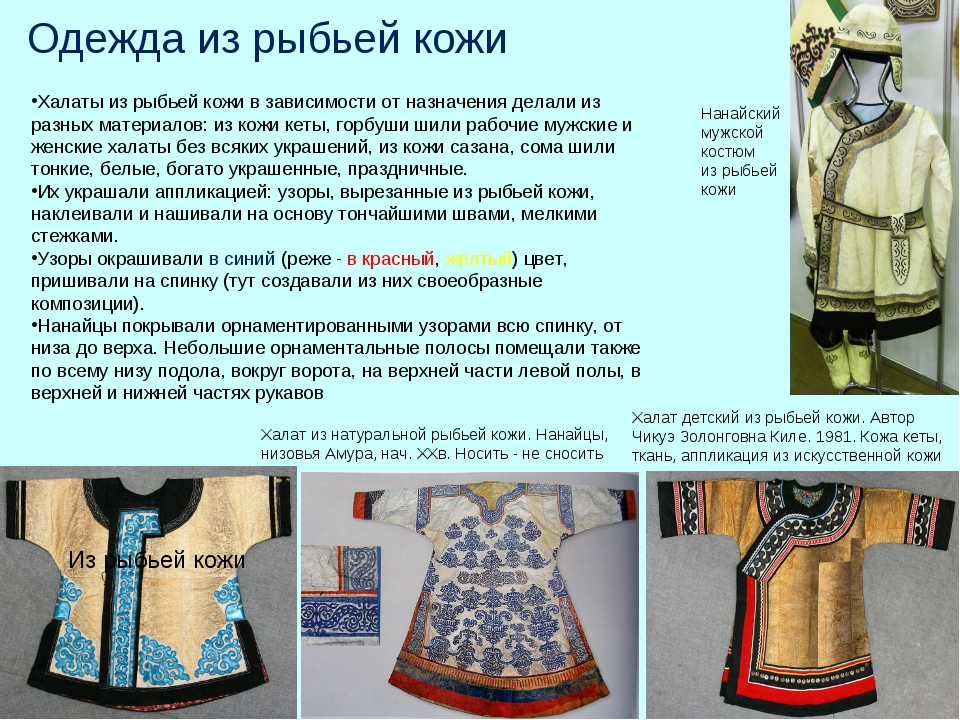 Одежда из рыбьей кожи
•Халаты из рыбьей кожи в зависимости от назначения делали из
разных материалов: из кожи кеты, горбуши шили рабочие мужские и
женские халаты без всяких украшений, из кожи сазана, сома шили
тонкие, белые, богато украшенные, праздничные.
•Их украшали аппликацией: узоры, вырезанные из рыбьей кожи,
наклеивали и нашивали на основу тончайшими швами, мелкими
стежками.
•Узоры окрашивали в синий (реже - в красный, желтый) цвет,
пришивали на спинку (тут создавали из них своеобразные
композиции).
•Нанайцы покрывали орнаментированными узорами всю спинку, от
низа до верха. Небольшие орнаментальные полосы помещали также
по всему низу подола, вокруг ворота, на верхней части левой полы, в
верхней и нижней частях рукавов
Нанайский
мужской
костюм
из рыбьей
кожи
Халат из натуральной рыбьей кожи. Нанайцы,
низовья Амура, нач. XXв. Носить - не сносить
Халат детский из рыбьей кожи. Автор
Чикуэ Золонговна Киле. 1981. Кожа кеты,
ткань, аппликация из искусственной кожи
Из рыбьей кожи